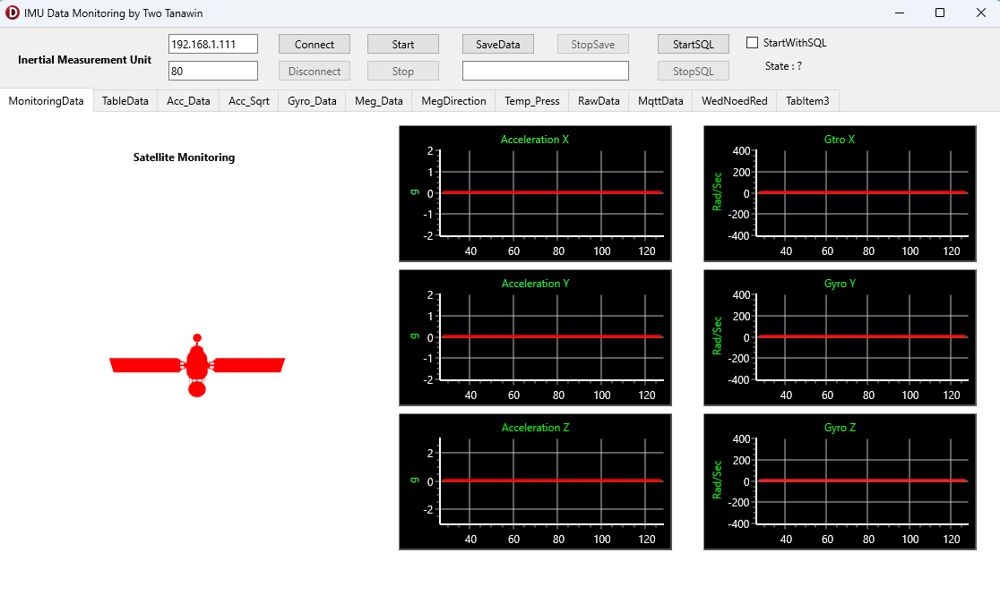 IMU Data Monitoring by Two Tanawin
Inertial Measurement Unit
192.168.1.111
Connect
Start
SaveData
StopSave
StartSQL
StartWithSQL
80
Disconnect
Stop
StopSQL
State : ?
MonitoringData
TableData
Acc_Data
Acc_Sqrt
Gyro_Data
Meg_Data
MegDirection
Temp_Press
RawData
MqttData
WedNoedRed
TabItem3
Satellite Monitoring
Acceleration X
g
2
1
0
-1
-2
40 60 80 100 120
Gtro X
Rad/Sec
400
200
0
-200
-400
40 60 80 100 120
Acceleration Y
g
2
1
0
-1
-2
40 60 80 100 120
Gyro Y
Rad/Sec
400
200
0
-200
-400
40 60 80 100 120
Acceleration Z
g
2
0
-2
40 60 80 100 120
Gyro Z
Rad/Sec
400
200
0
-200
-400
40 60 80 100 120